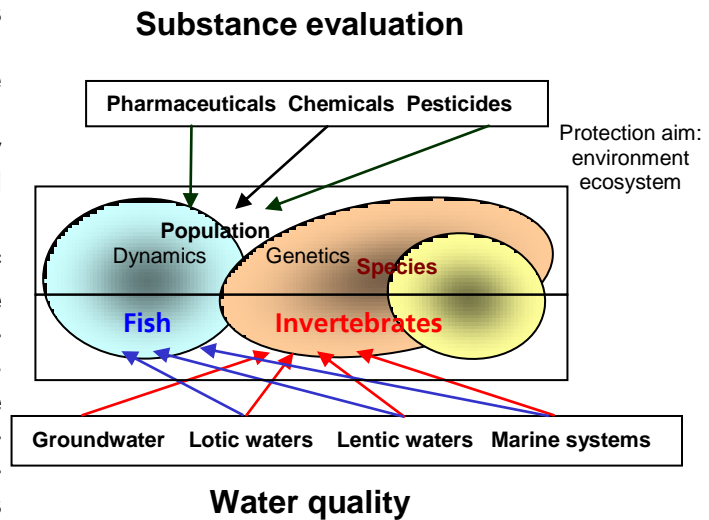 Substance evaluation
Pharmaceuticals Chemicals Pesticides
Protection aim:
environment
ecosystem
Population
Dynamics Genetics Species
Fish Invertebrates
Groundwater Lotic waters Lentic waters Marine systems
Water quality